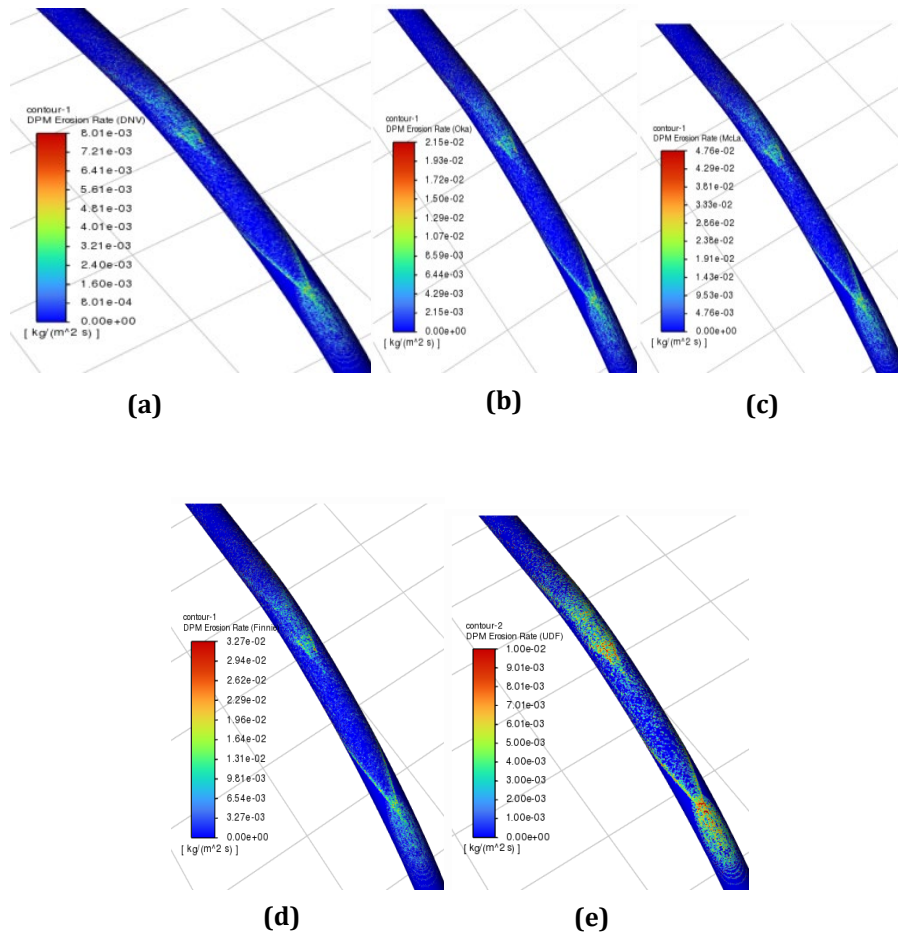 contour-1
DPM Erosion Rate (DNV)
8.01e-03
7.21e-03
6.41e-03
5.61e-03
4.81e-03
4.01e-03
3.21e-03
2.40e-03
1.60e-03
8.01e-04
0.00e+00
[ kg/(m^2 s) ]
(a)
contour-1
DPM Erosion Rate (Oka)
2.15e-02
1.93e-02
1.72e-02
1.50e-02
1.29e-02
1.07e-02
8.59e-03
6.44e-03
4.29e-03
2.15e-03
0.00e+00
[ kg/(m^2 s) ]
(b)
contour-1
DPM Erosion Rate (McLa
4.76e-02
4.29e-02
3.81e-02
3.33e-02
2.86e-02
2.38e-02
1.91e-02
1.43e-02
9.53e-03
4.76e-03
0.00e+00
[ kg/(m^2 s) ]
(c)
contour-1
DPM Erosion Rate (Finnie
3.27e-02
2.94e-02
2.62e-02
2.29e-02
1.96e-02
1.64e-02
1.31e-02
9.81e-03
6.54e-03
3.27e-03
0.00e+00
[ kg/(m^2 s) ]
(d)
contour-2
DPM Erosion Rate (UDF)
1.00e-02
9.01e-03
8.01e-03
7.01e-03
6.00e-03
5.00e-03
4.00e-03
3.00e-03
2.00e-03
1.00e-03
0.00e+00
[ kg/(m^2 s) ]
(e)